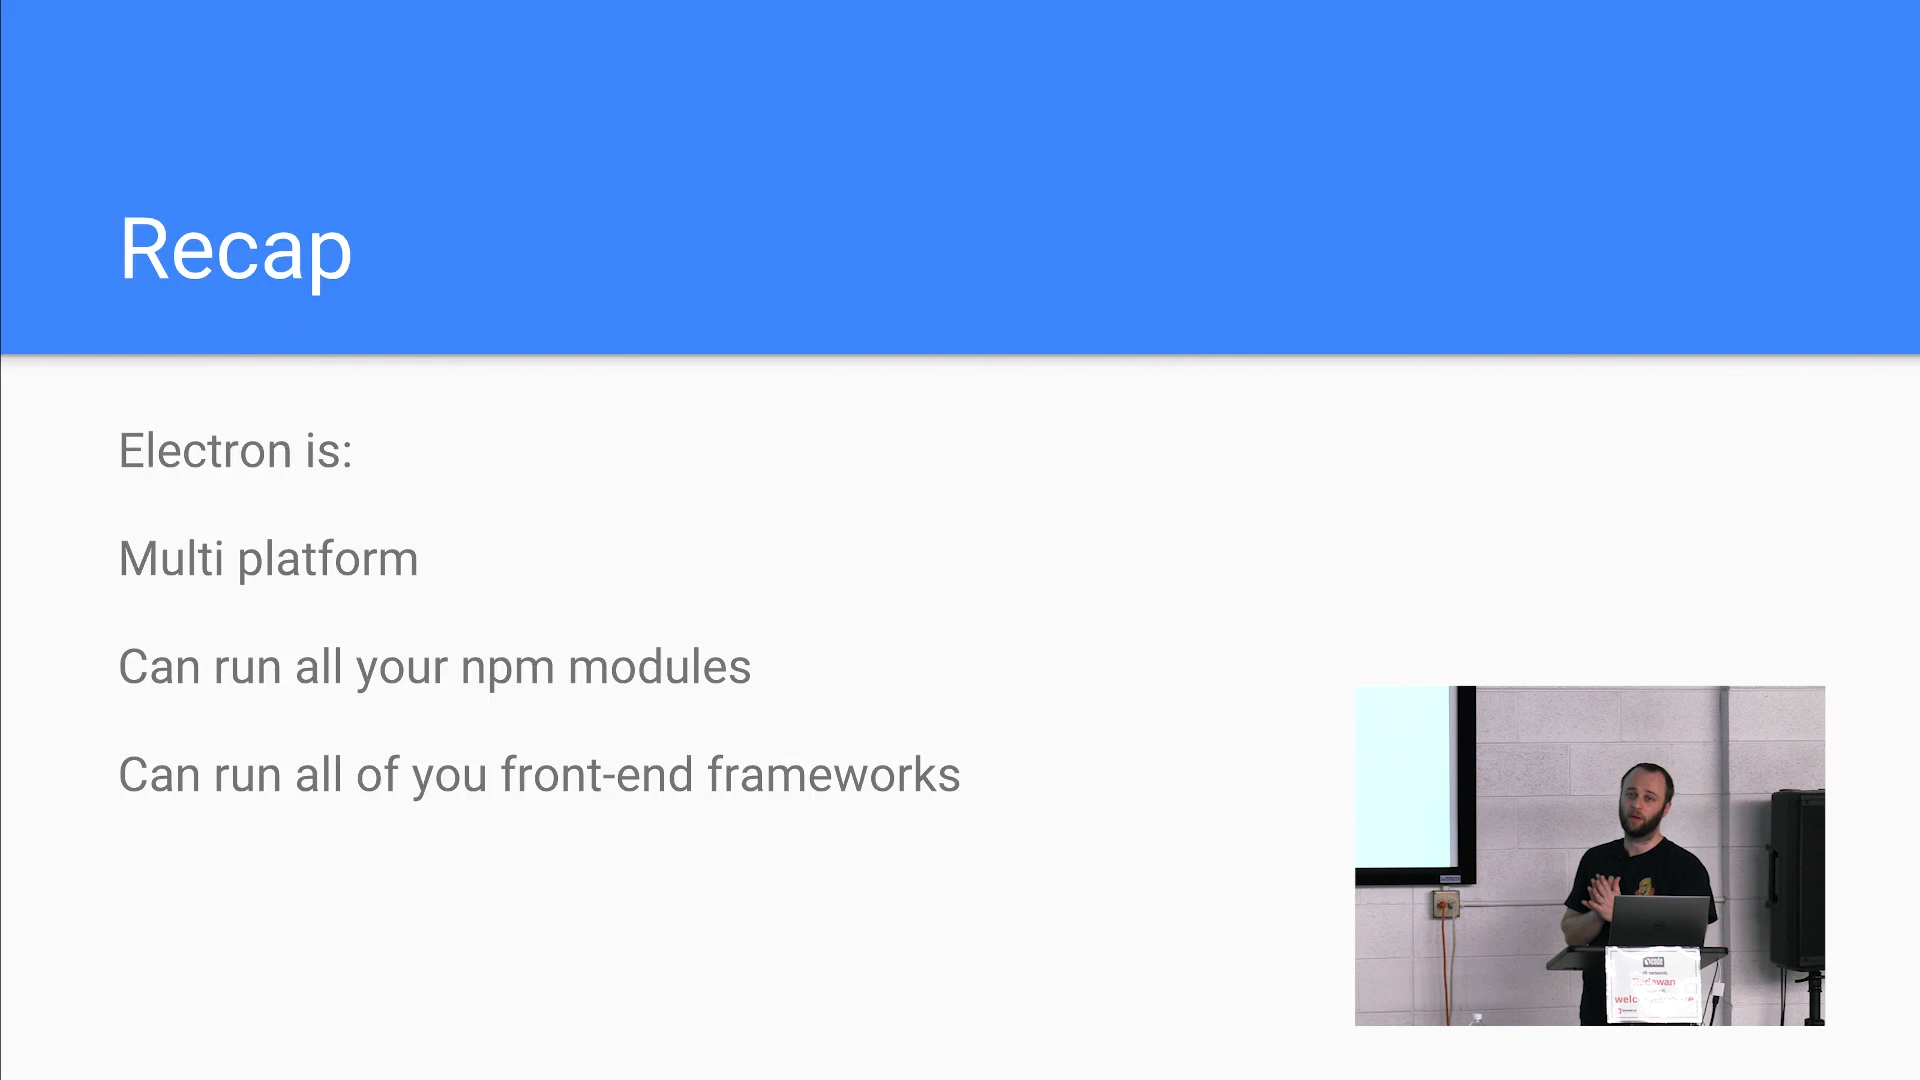 Recap
Electron is:
Multi platform
Can run all your npm modules
Can run all of you front-end frameworks